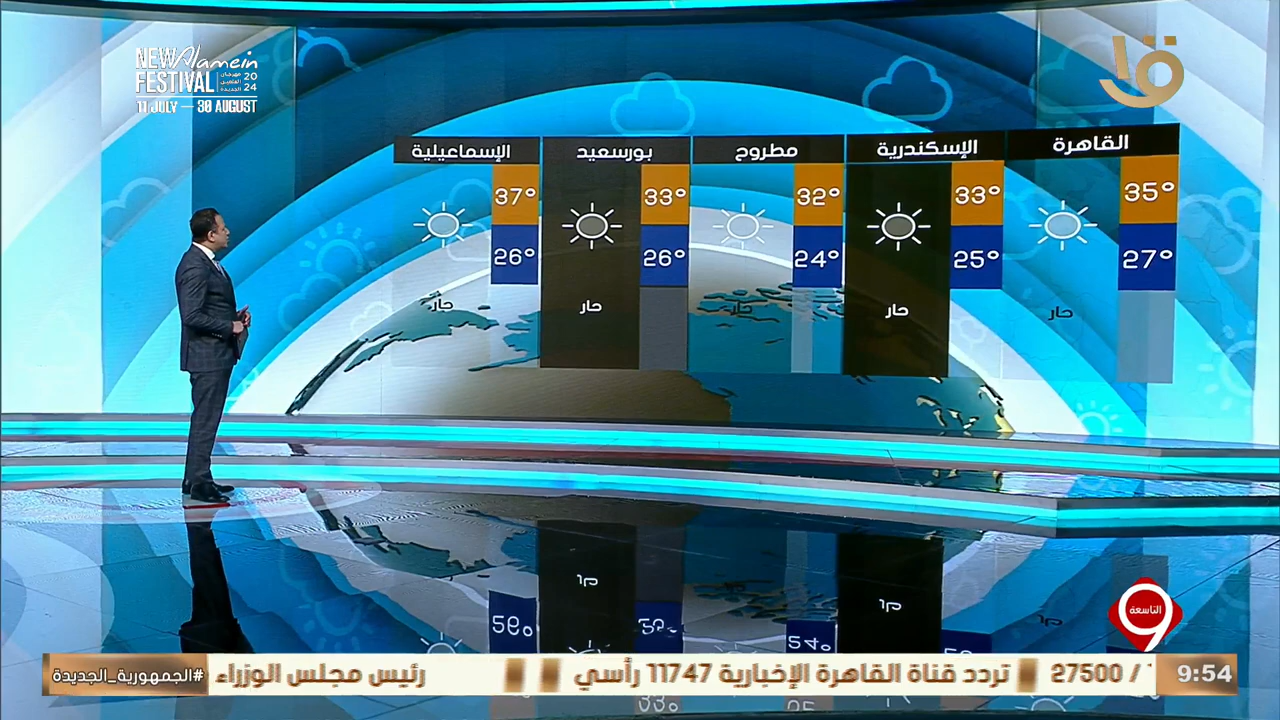 NEW Alamein
FESTIVAL
مهرجان
العلمين
الجديدة
20
24
11 JULY — 30 AUGUST
القاهرة
35°
27°
حار
الإسكندرية
33°
25°
حار
مطروح
32°
24°
حار
بورسعيد
33°
26°
حار
الإسماعيلية
37°
26°
حار
التاسعة
9
#الجمهورية_الجديدة
27500 /
تردد قناة القاهرة الإخبارية 11747 رأسي
رئيس مجلس الوزراء
9:54